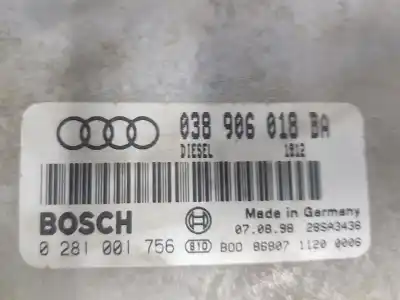 038 906 018 BA
DIESEL 1812
BOSCH
Made in Germany
07.08.98 28SA3436
0 281 001 756 BYD B00 86807 1120 0006